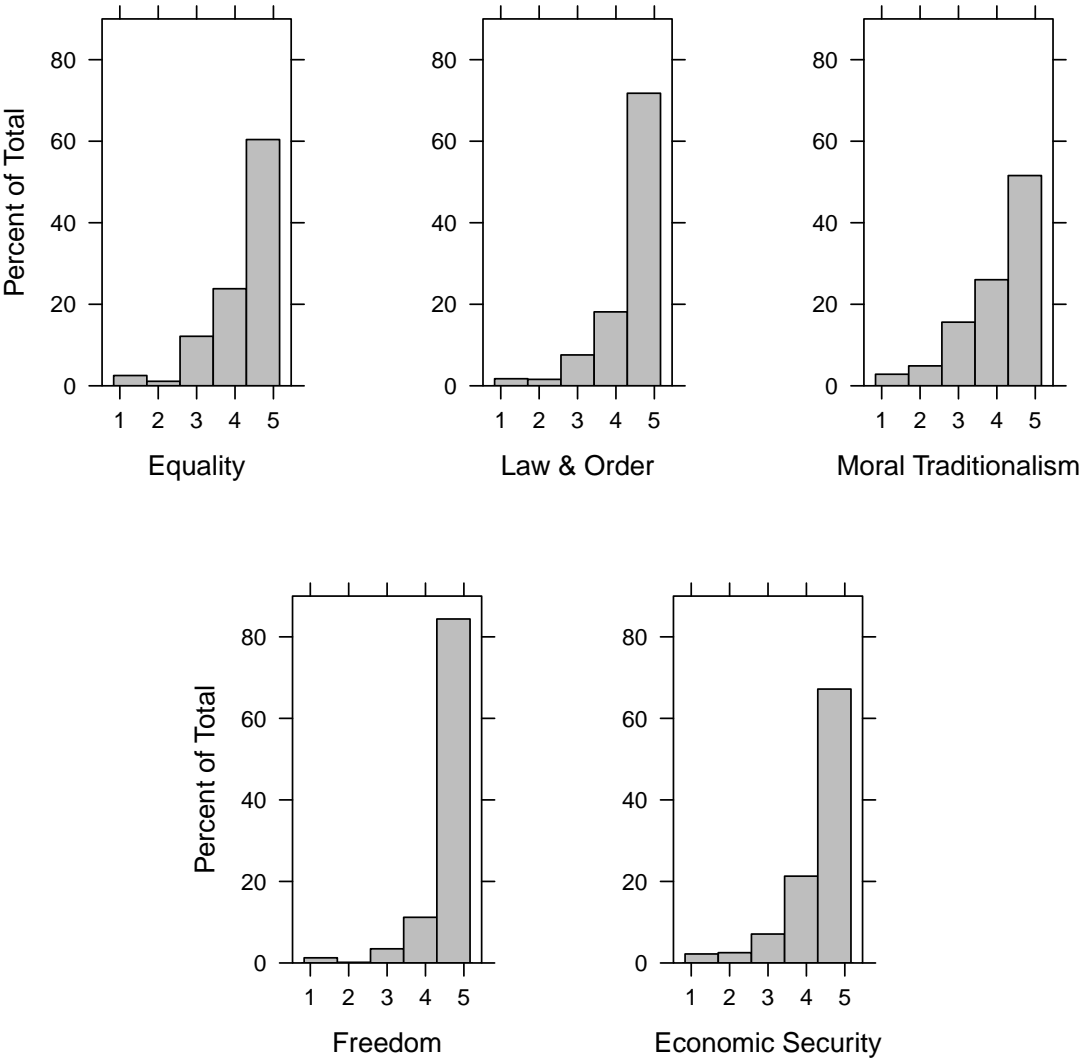 Percent of Total
80
60
40
20
0
1 2 3 4 5
Equality
80
60
40
20
0
1 2 3 4 5
Law & Order
80
60
40
20
0
1 2 3 4 5
Moral Traditionalism
Percent of Total
80
60
40
20
0
1 2 3 4 5
Freedom
80
60
40
20
0
1 2 3 4 5
Economic Security